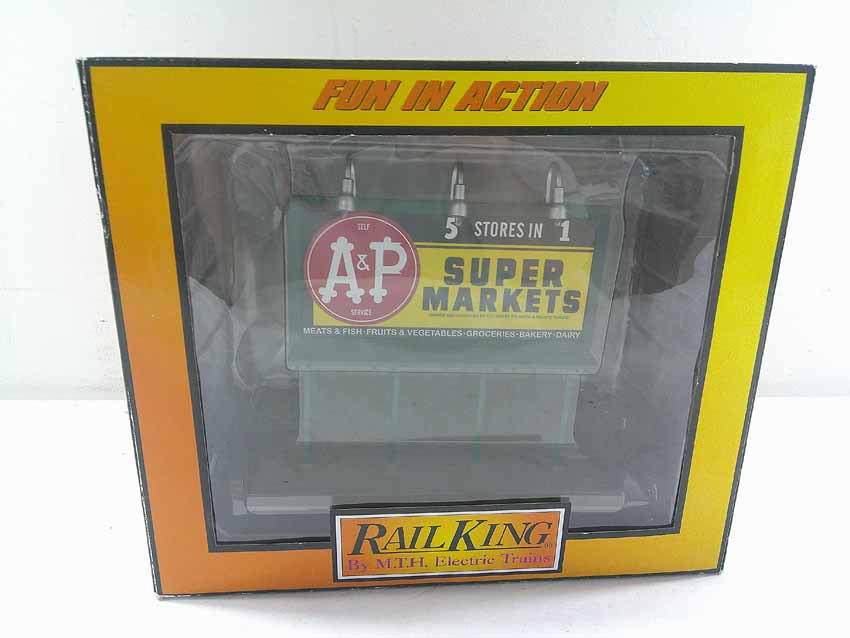 FUN IN ACTION
5 STORES IN 1
SELF
A&P
SERVICE
SUPER
MARKETS
MEATS & FISH·FRUITS & VEGETABLES·GROCERIES·BAKERY·DAIRY
RAILKING
By M.T.H. Electric Trains